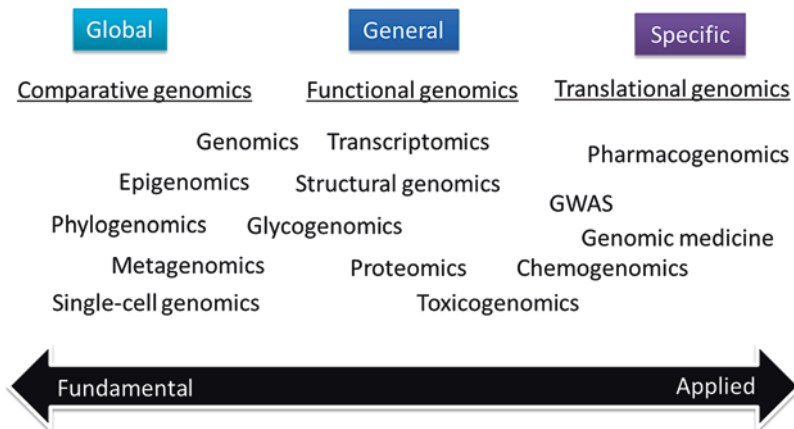 Global General Specific
Comparative genomics Functional genomics Translational genomics
Genomics Transcriptomics
Pharmacogenomics
Epigenomics Structural genomics
GWAS
Phylogenomics Glycogenomics
Genomic medicine
Metagenomics Proteomics Chemogenomics
Single-cell genomics Toxicogenomics
Fundamental Applied